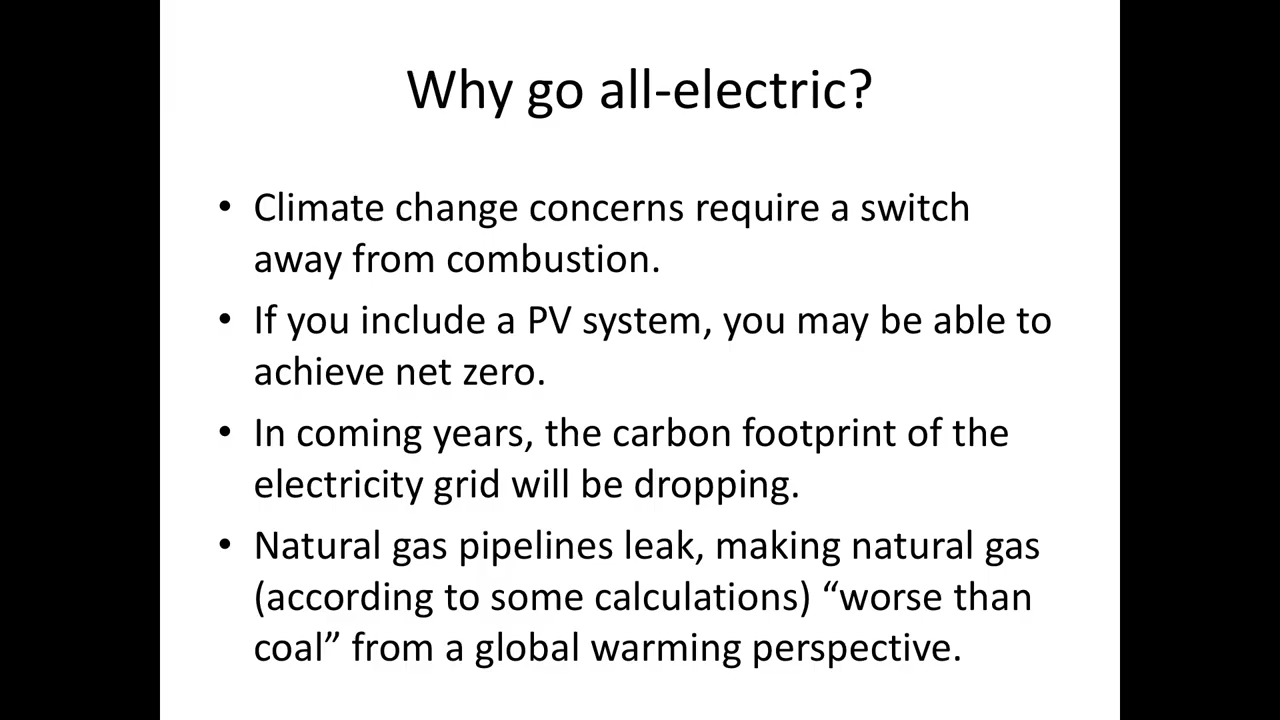 Why go all-electric?
• Climate change concerns require a switch
away from combustion.
• If you include a PV system, you may be able to
achieve net zero.
• In coming years, the carbon footprint of the
electricity grid will be dropping.
• Natural gas pipelines leak, making natural gas
(according to some calculations) “worse than
coal” from a global warming perspective.